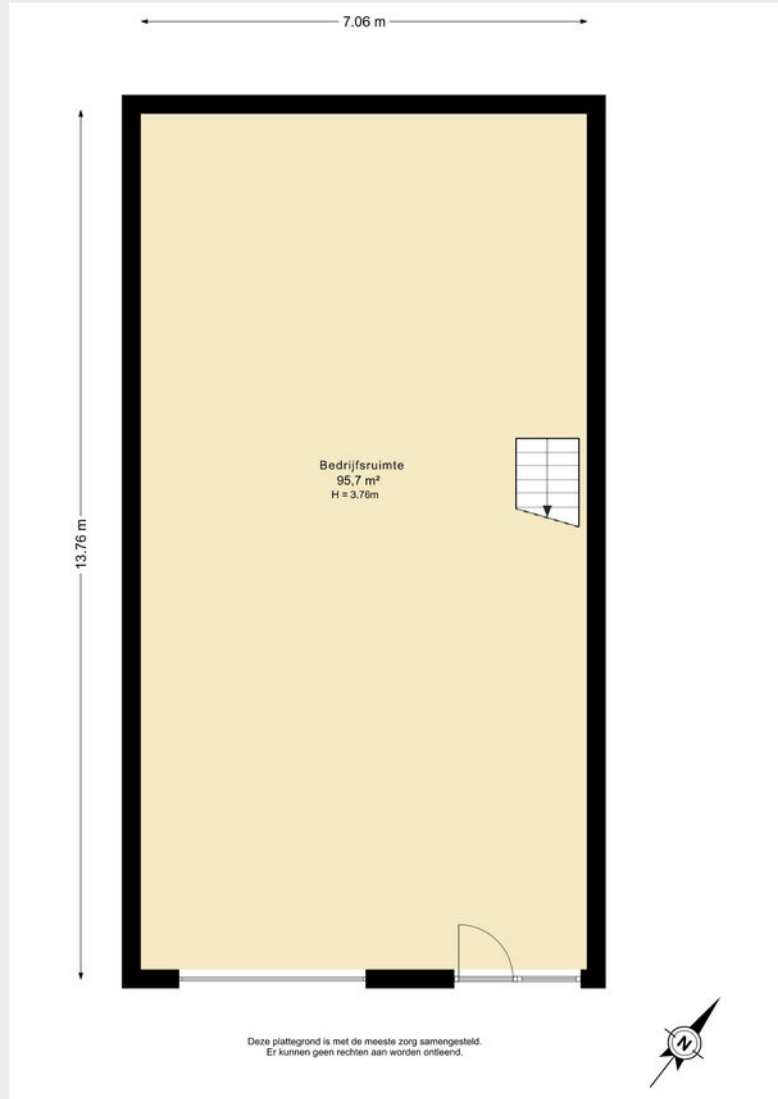 7.06 m
13.76 m
Bedrijfsruimte
95,7 m²
H = 3.76m
Deze plattegrond is met de meeste zorg samengesteld.
Er kunnen geen rechten aan worden ontleend.
N